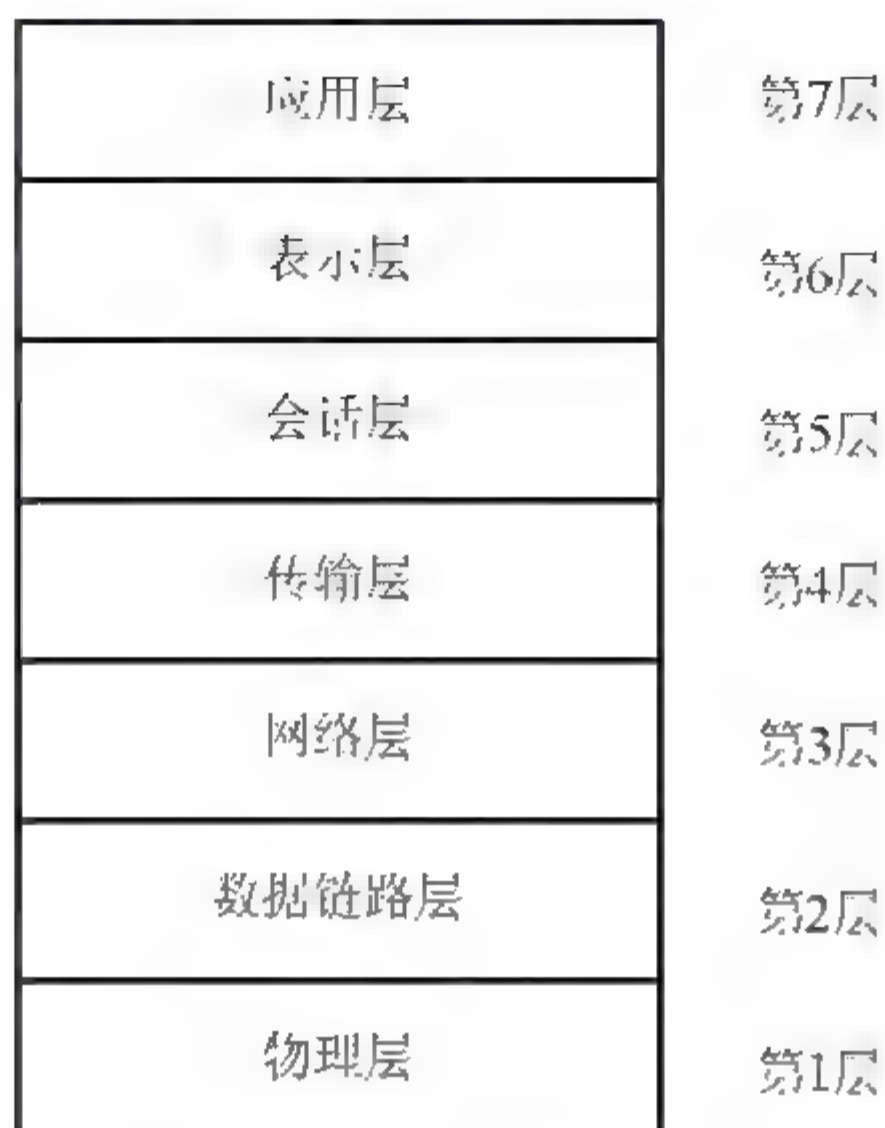 应用层 第7层
表示层 第6层
会话层 第5层
传输层 第4层
网络层 第3层
数据链路层 第2层
物理层 第1层